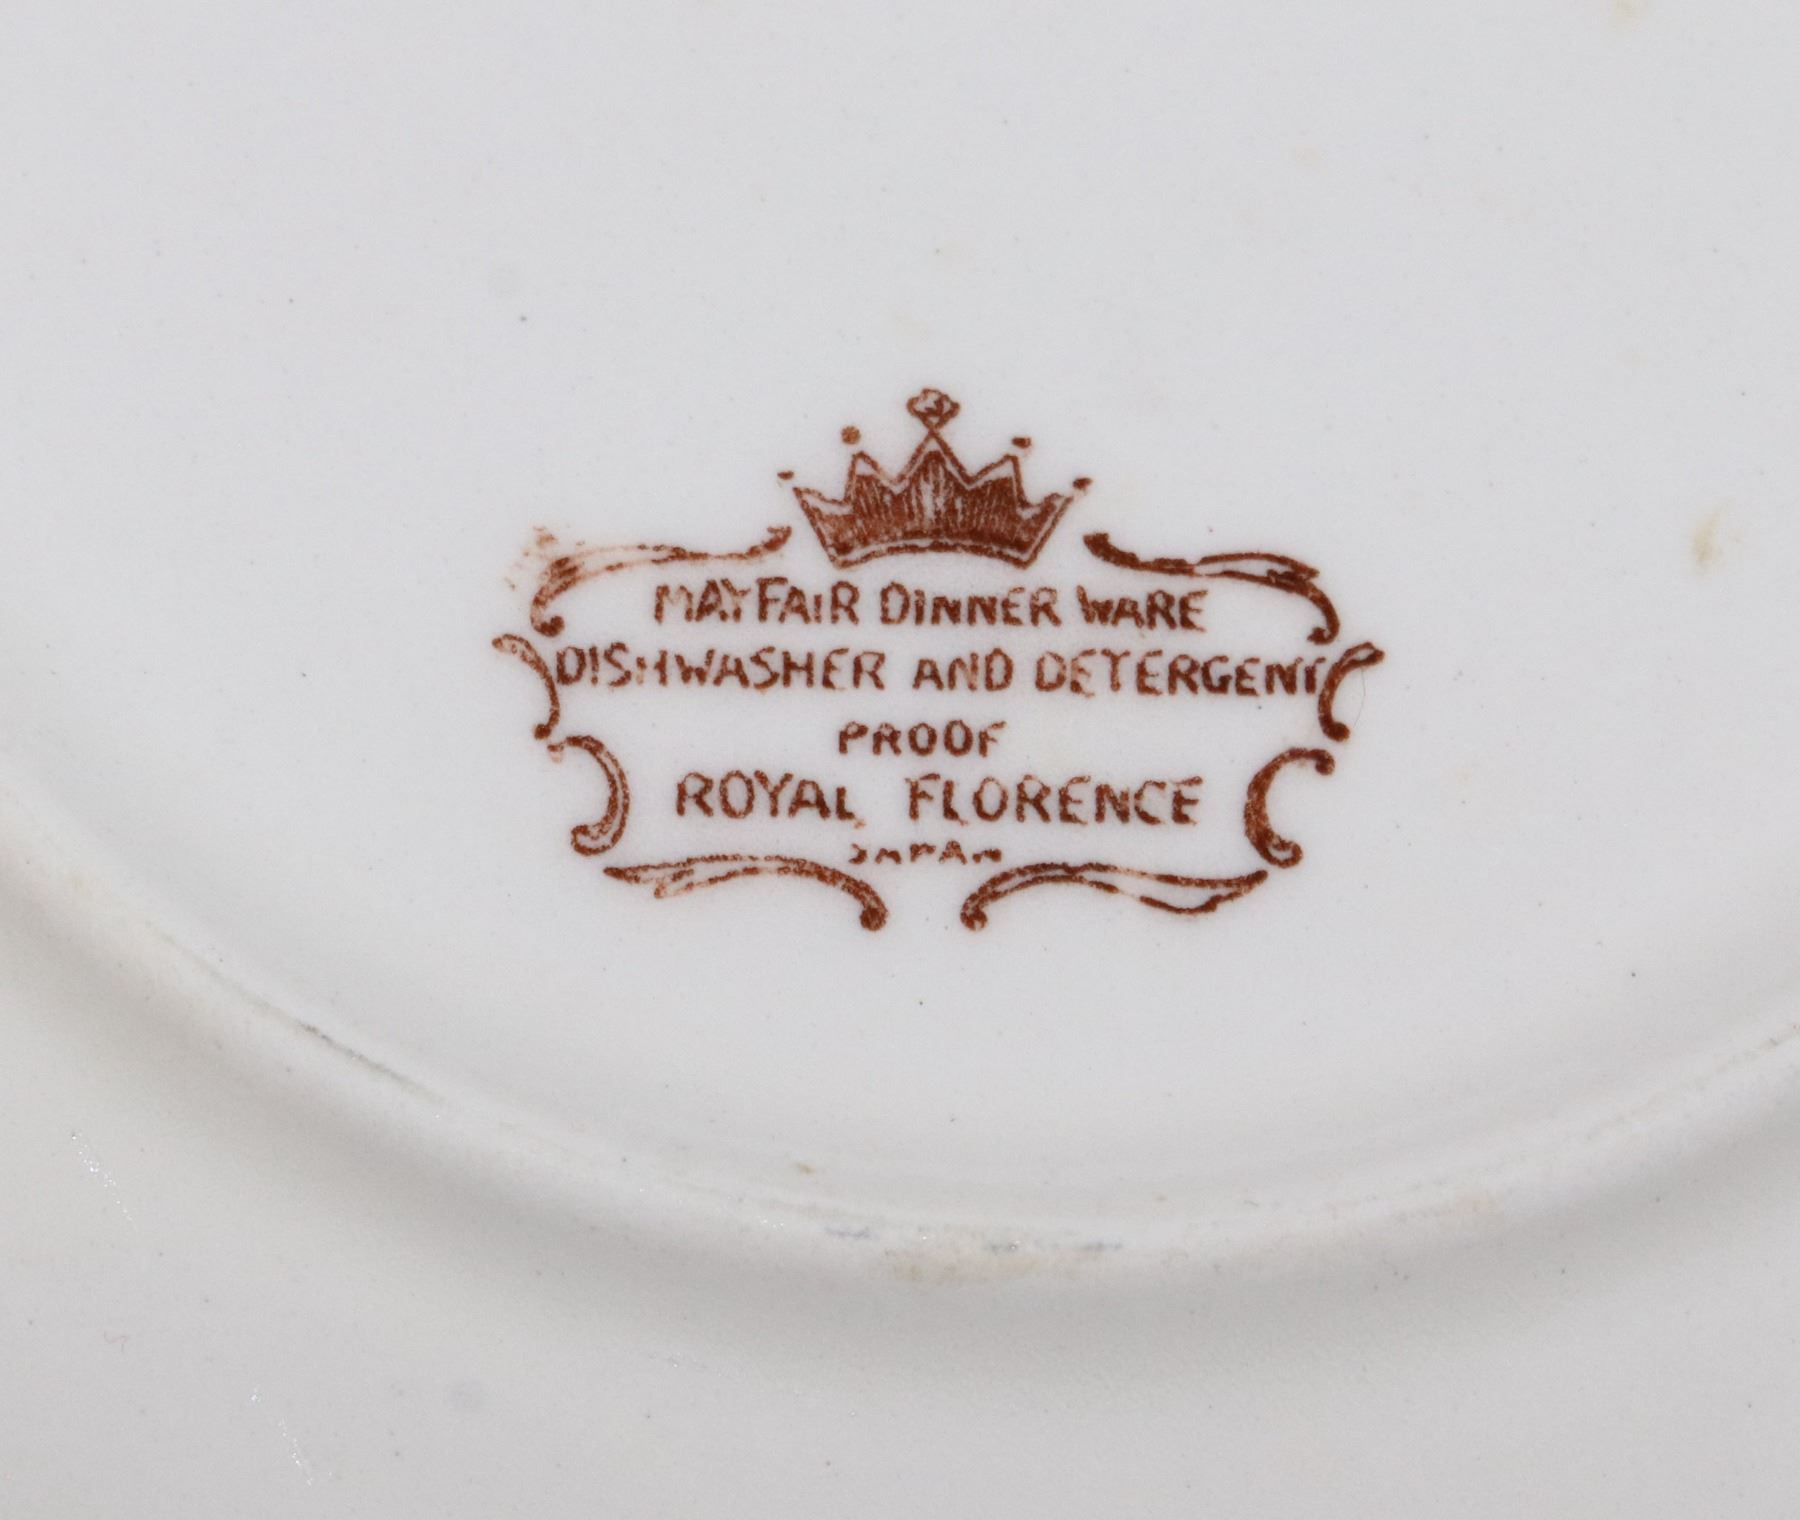 MAYFAIR DINNER WARE
DISHWASHER AND DETERGENT
PROOF
ROYAL FLORENCE
JAPAN